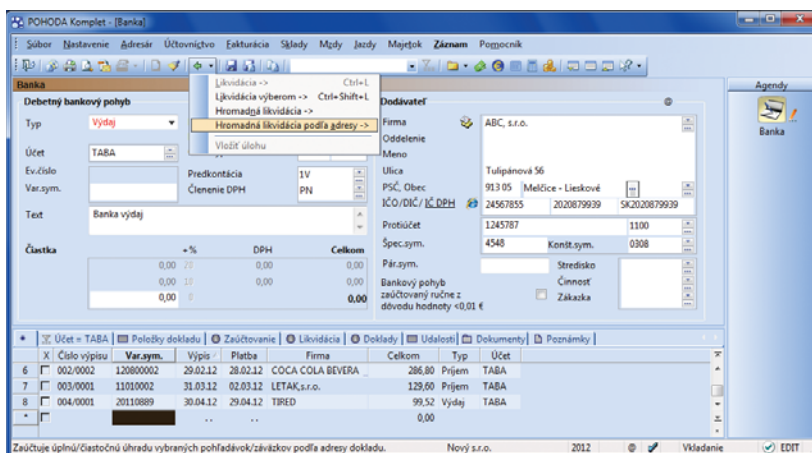 POHODA Komplet - [Banka]
Súbor Nastavenie Adresár Účtovníctvo Fakturácia Sklady Mzdy Jazdy Majetok Záznam Pomocník
Banka
Agendy
Likvidácia -> Ctrl+L
Likvidácia výberom -> Ctrl+Shift+L
Hromadná likvidácia ->
Hromadná likvidácia podľa adresy ->
Vložiť úlohu
Banka
Debetný bankový pohyb
Typ Výdaj
Účet TABA
Ev.číslo
Var.sym.
Predkontácia 1V
Členenie DPH PN
Text Banka výdaj
Čiastka +% DPH Celkom
0,00 20 0,00 0,00
0,00 10 0,00 0,00
0,00 0 0,00
Dodávateľ
Firma ABC, s.r.o.
Oddelenie
Meno
Ulica Tulipánová 56
PSČ, Obec 913 05 Melčice - Lieskové
IČO/DIČ/ IČ DPH 24567855 2020879939 SK2020879939
Protiúčet 1245787 1100
Špec.sym. 4548 Konšt.sym. 0308
Pár.sym. Stredisko
Bankový pohyb Činnosť
zaúčtovaný ručne z Zákazka
dôvodu hodnoty <0,01 €
Účet = TABA Položky dokladu Zaúčtovanie Likvidácia Doklady Udalosti Dokumenty Poznámky
X Číslo výpisu Var.sym. Výpis Platba Firma Celkom Typ Účet
6 002/0002 120800002 29.02.12 28.02.12 COCA COLA BEVERA 286,80 Príjem TABA
7 003/0001 11010002 31.03.12 02.03.12 LETAK,s.r.o. 129,60 Príjem TABA
8 004/0001 20110889 30.04.12 29.04.12 TIRED 99,52 Výdaj TABA
* .. .. 0,00
Zaúčtuje úplnú/čiastočnú úhradu vybraných pohľadávok/záväzkov podľa adresy dokladu. Nový s.r.o. 2012 @ Vkladanie EDIT